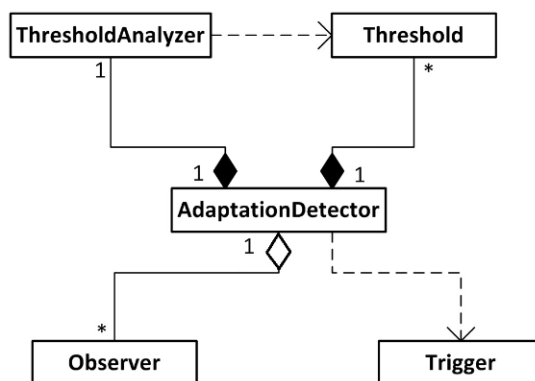 ThresholdAnalyzer
Threshold
1
*
1
1
AdaptationDetector
1
*
Observer
Trigger